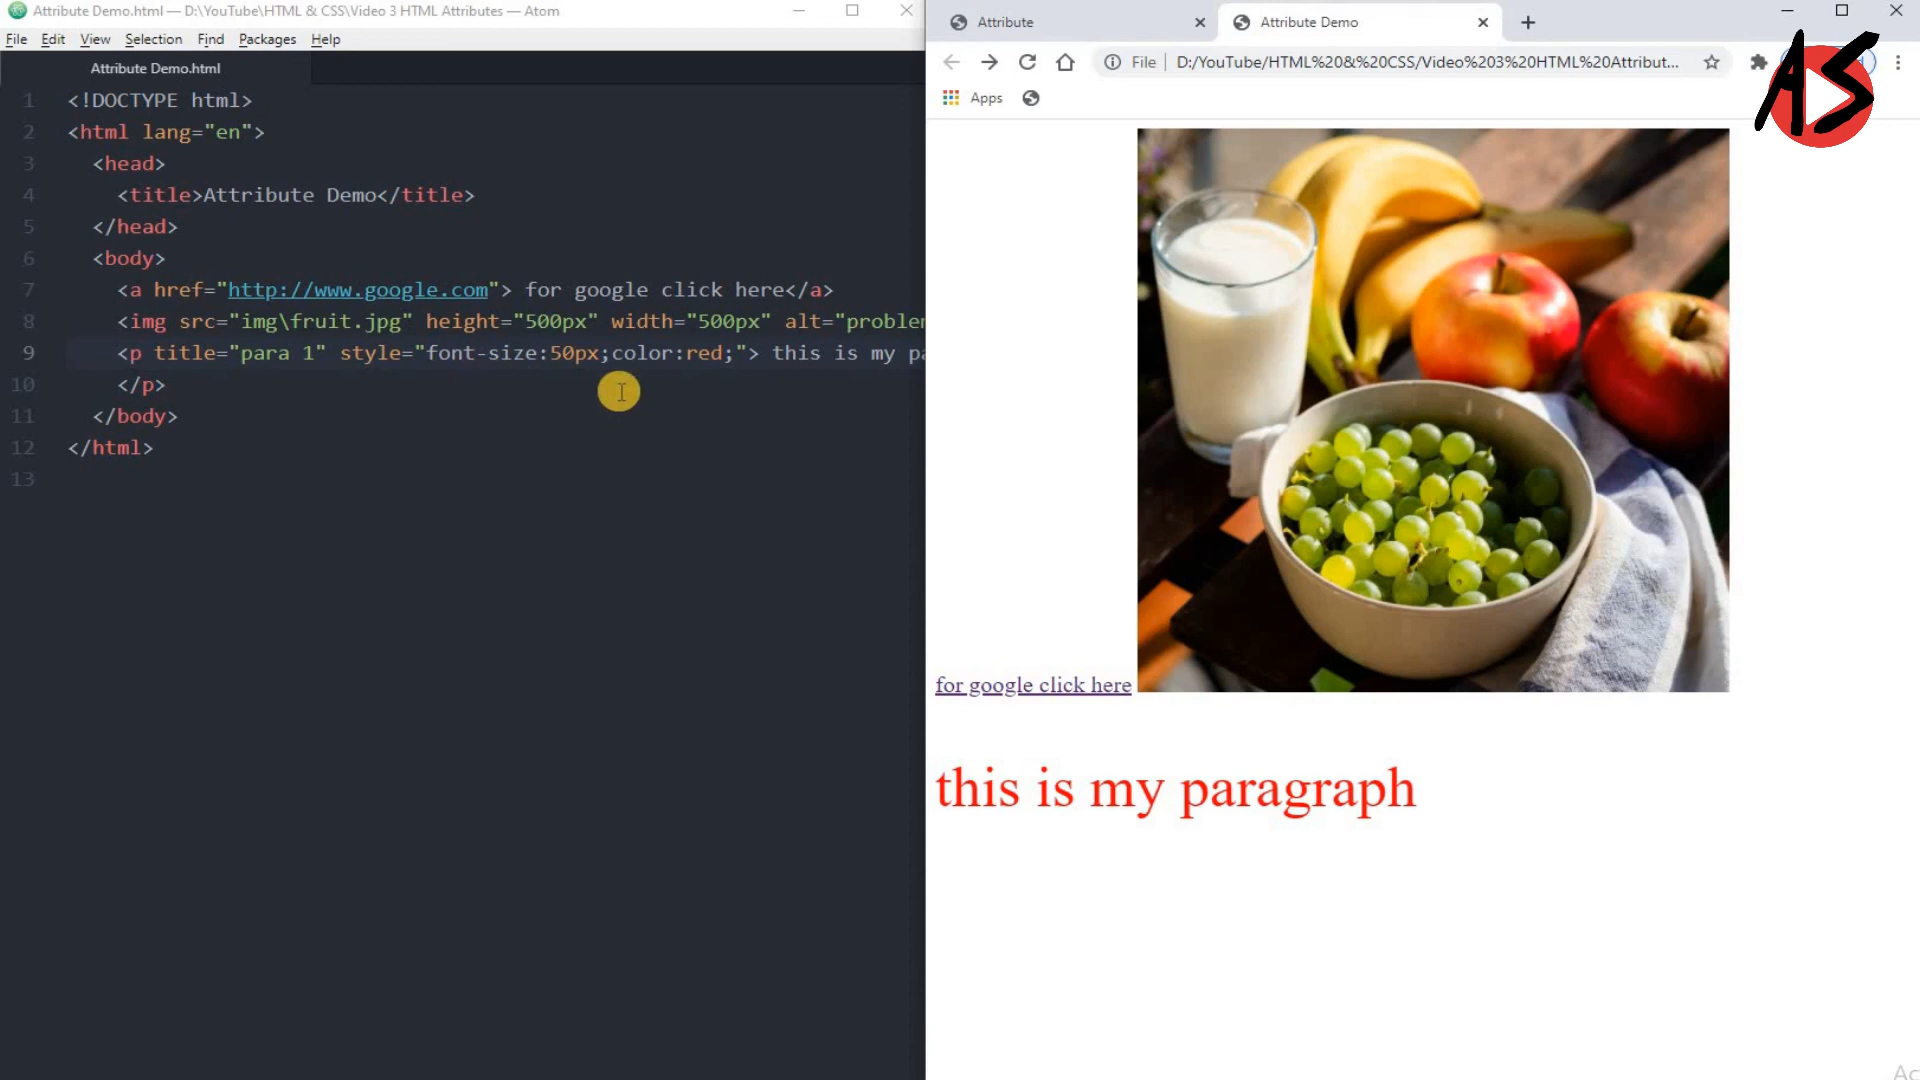 Attribute Demo.html — D:\YouTube\HTML & CSS\Video 3 HTML Attributes — Atom
File Edit View Selection Find Packages Help
Attribute Demo.html
1 <!DOCTYPE html>
2 <html lang="en">
3 <head>
4 <title>Attribute Demo</title>
5 </head>
6 <body>
7 <a href="http://www.google.com"> for google click here</a>
8 <img src="img\fruit.jpg" height="500px" width="500px" alt="problem
9 <p title="para 1" style="font-size:50px;color:red;"> this is my pa
10 </p>
11 </body>
12 </html>
13
Attribute Attribute Demo
File D:/YouTube/HTML%20&%20CSS/Video%203%20HTML%20Attribut...
Apps
AS
for google click here
this is my paragraph
Ac